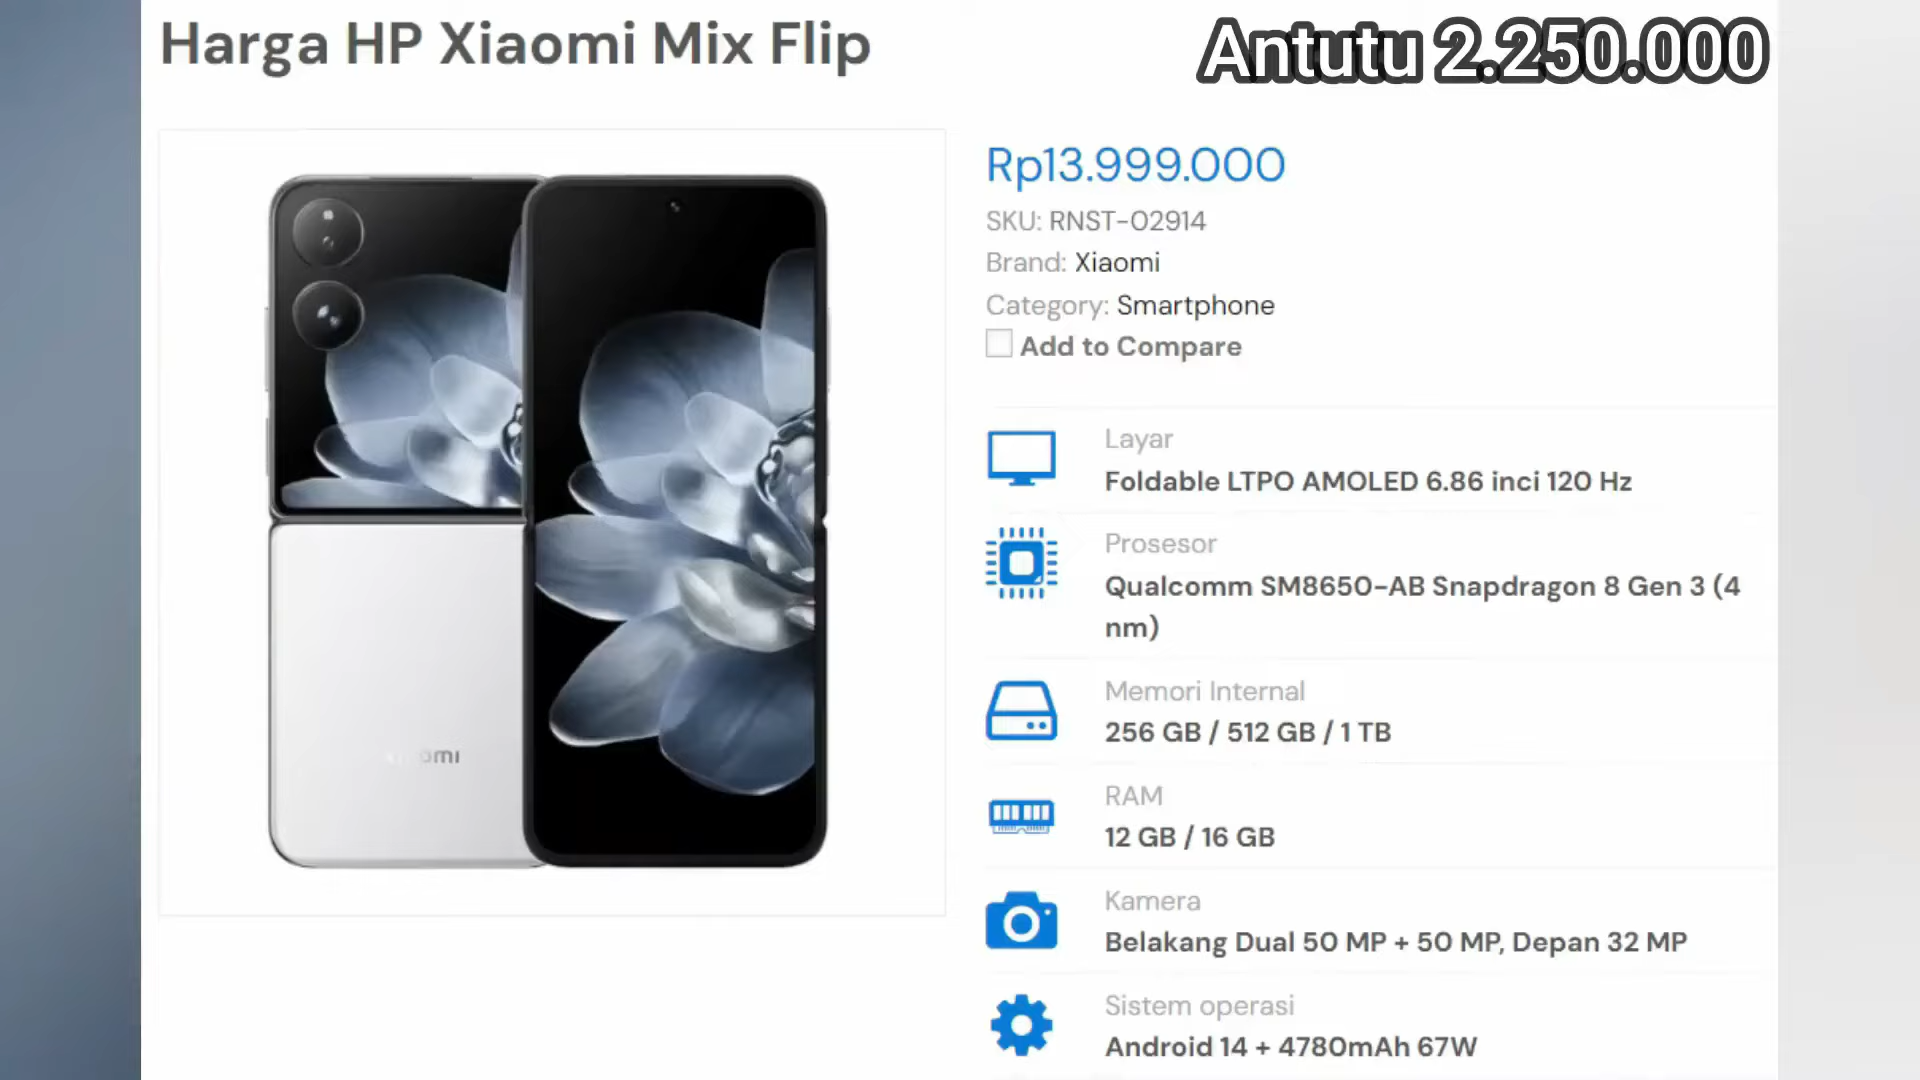 Harga HP Xiaomi Mix Flip
Antutu 2.250.000
Rp13.999.000
SKU: RNST-02914
Brand: Xiaomi
Category: Smartphone
Add to Compare
Layar
Foldable LTPO AMOLED 6.86 inci 120 Hz
Prosesor
Qualcomm SM8650-AB Snapdragon 8 Gen 3 (4
nm)
Memori Internal
256 GB / 512 GB / 1 TB
RAM
12 GB / 16 GB
Kamera
Belakang Dual 50 MP + 50 MP, Depan 32 MP
Sistem operasi
Android 14 + 4780mAh 67W